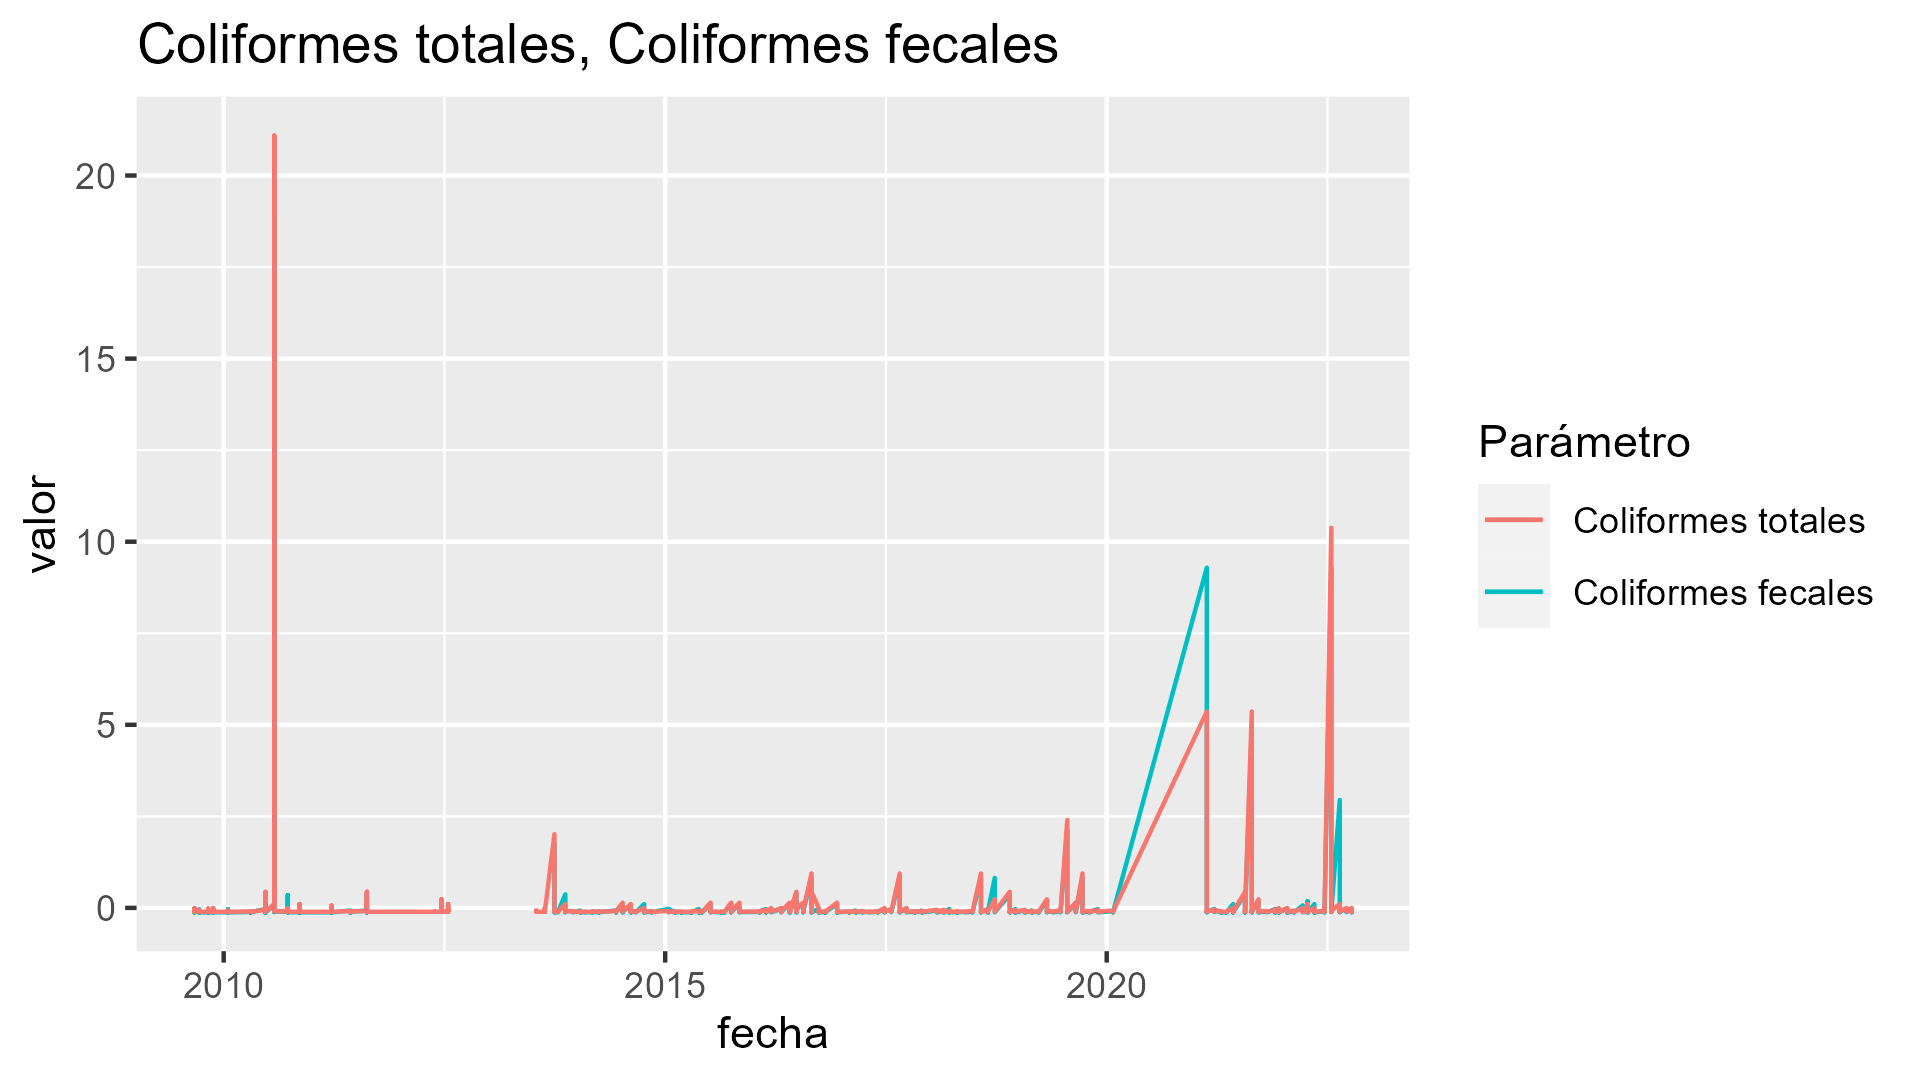 Coliformes totales, Coliformes fecales
valor
20
15
10
5
0
2010
2015
2020
fecha
Parámetro
Coliformes totales
Coliformes fecales